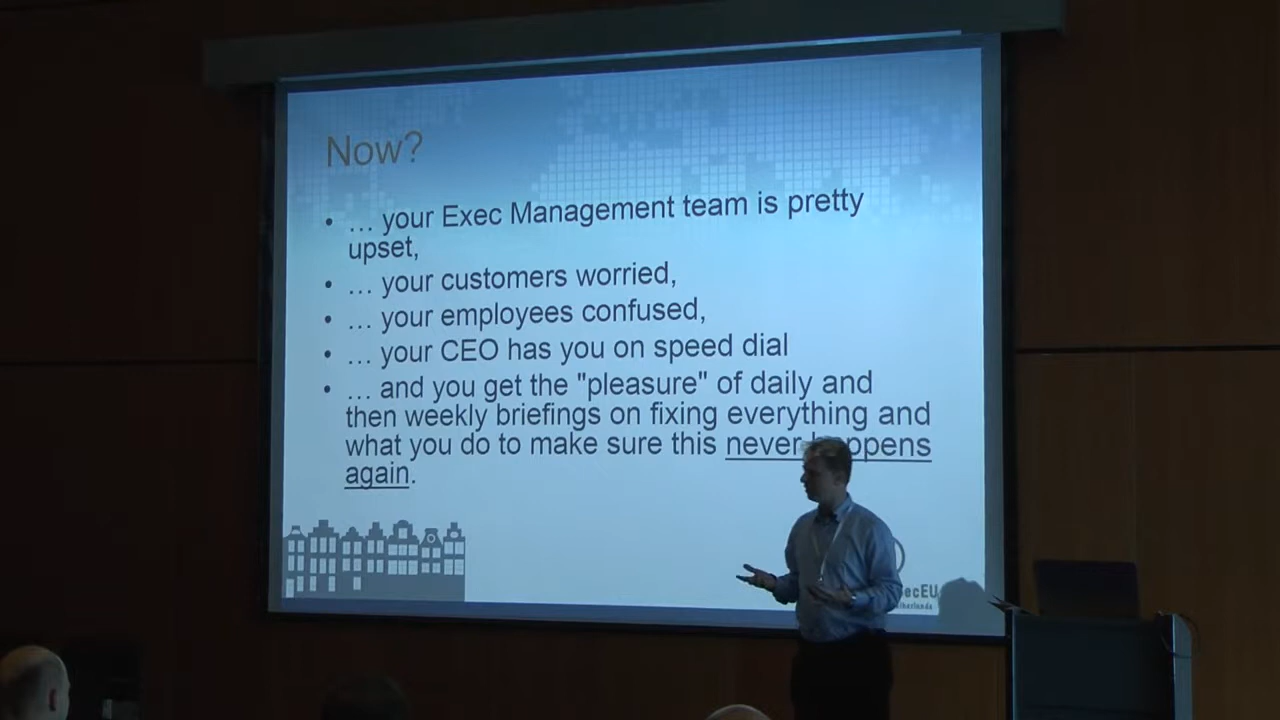 Now?
• … your Exec Management team is pretty
upset,
• … your customers worried,
• … your employees confused,
• … your CEO has you on speed dial
• … and you get the "pleasure" of daily and
then weekly briefings on fixing everything and
what you do to make sure this never happens
again.
ecEU